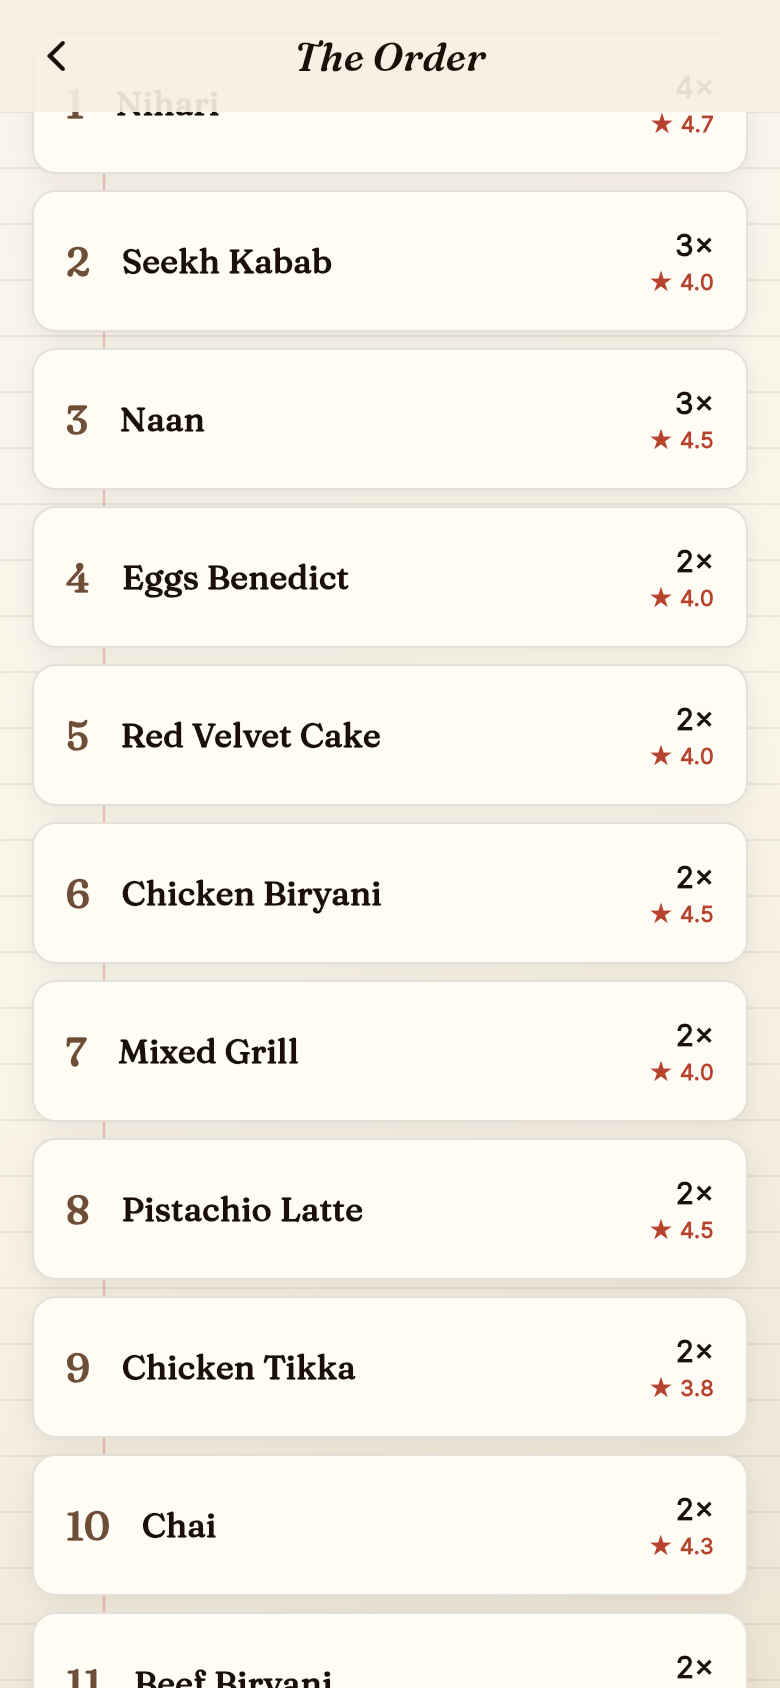 The Order
1 Nihari
4×
★ 4.7
2 Seekh Kabab
3×
★ 4.0
3 Naan
3×
★ 4.5
4 Eggs Benedict
2×
★ 4.0
5 Red Velvet Cake
2×
★ 4.0
6 Chicken Biryani
2×
★ 4.5
7 Mixed Grill
2×
★ 4.0
8 Pistachio Latte
2×
★ 4.5
9 Chicken Tikka
2×
★ 3.8
10 Chai
2×
★ 4.3
11 Beef Biryani
2×